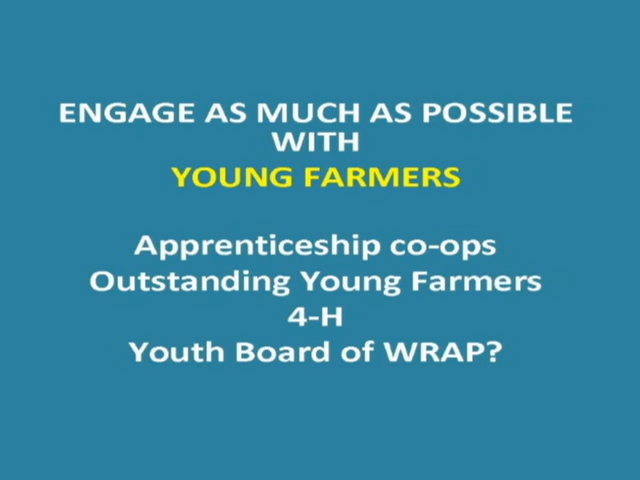 ENGAGE AS MUCH AS POSSIBLE
WITH
YOUNG FARMERS
Apprenticeship co-ops
Outstanding Young Farmers
4-H
Youth Board of WRAP?